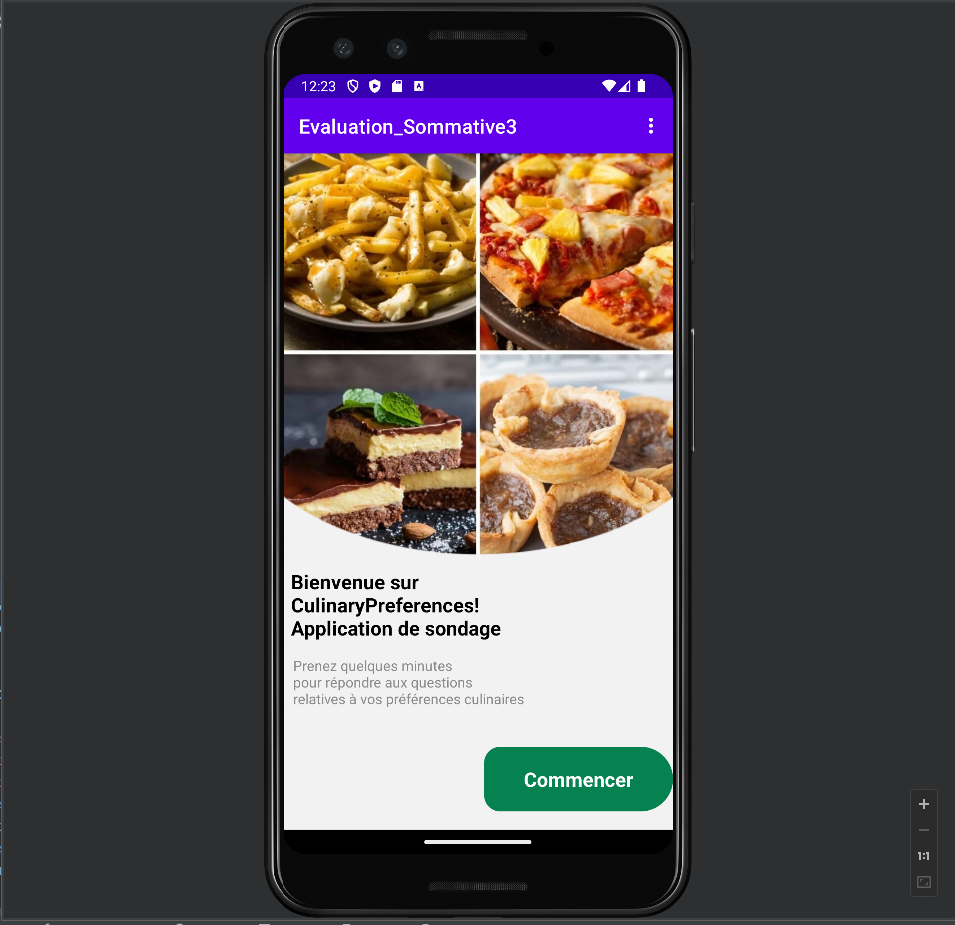 12:23
A
Evaluation_Sommative3
Bienvenue sur
CulinaryPreferences!
Application de sondage
Prenez quelques minutes
pour répondre aux questions
relatives à vos préférences culinaires
Commencer
1:1